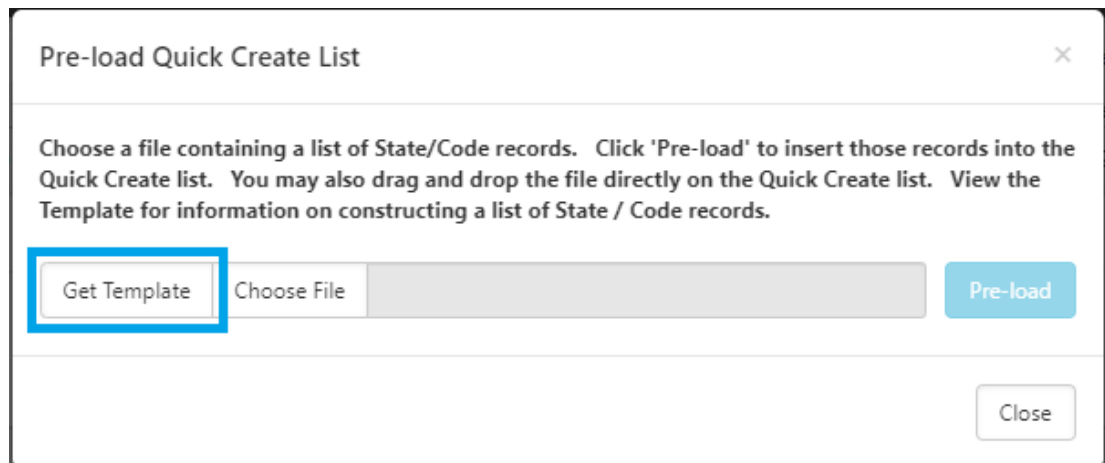 Pre-load Quick Create List ×
Choose a file containing a list of State/Code records. Click 'Pre-load' to insert those records into the
Quick Create list. You may also drag and drop the file directly on the Quick Create list. View the
Template for information on constructing a list of State / Code records.
Get Template Choose File Pre-load
Close